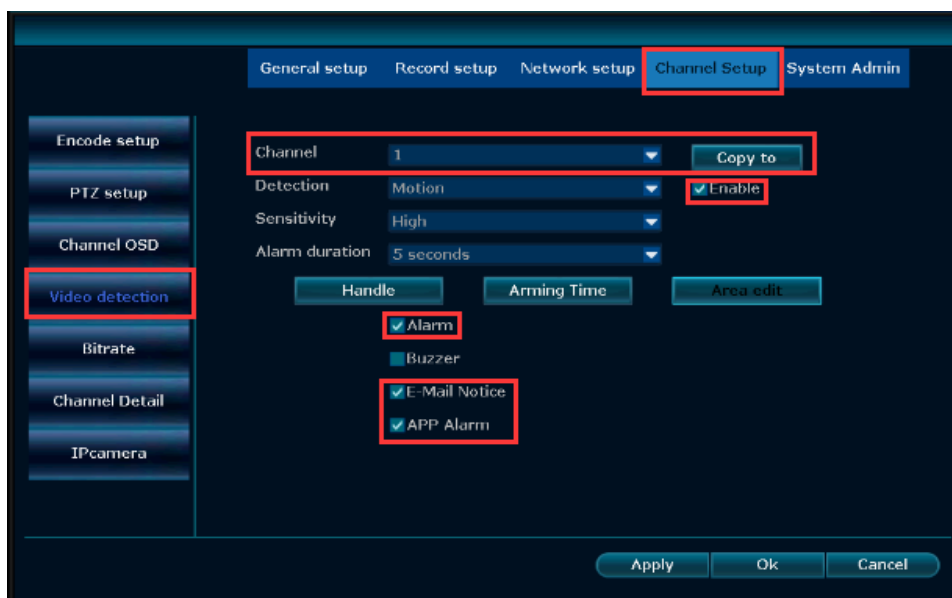 General setup Record setup Network setup Channel Setup System Admin
Encode setup
PTZ setup
Channel OSD
Video detection
Bitrate
Channel Detail
IPcamera
Channel 1 Copy to
Detection Motion Enable
Sensitivity High
Alarm duration 5 seconds
Handle Arming Time Area edit
Alarm
Buzzer
E-Mail Notice
APP Alarm
Apply Ok Cancel